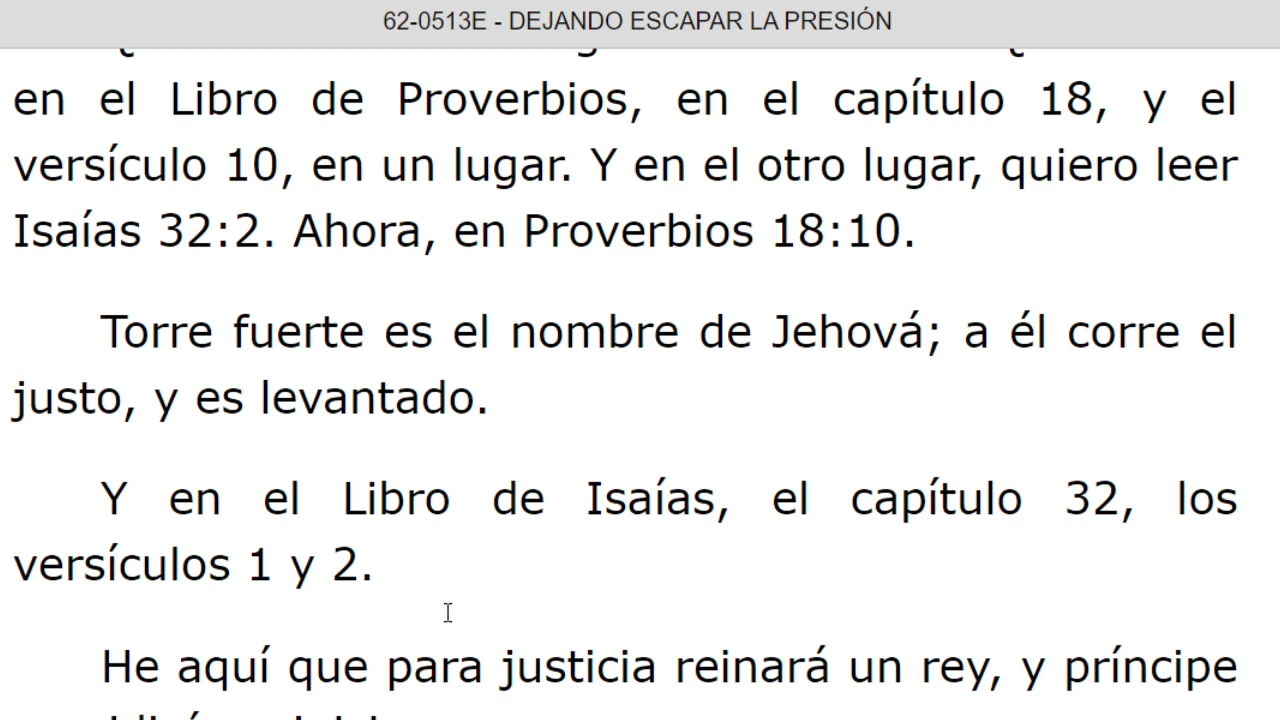 62-0513E - DEJANDO ESCAPAR LA PRESIÓN
en el Libro de Proverbios, en el capítulo 18, y el
versículo 10, en un lugar. Y en el otro lugar, quiero leer
Isaías 32:2. Ahora, en Proverbios 18:10.
Torre fuerte es el nombre de Jehová; a él corre el
justo, y es levantado.
Y en el Libro de Isaías, el capítulo 32, los
versículos 1 y 2.
He aquí que para justicia reinará un rey, y príncipe